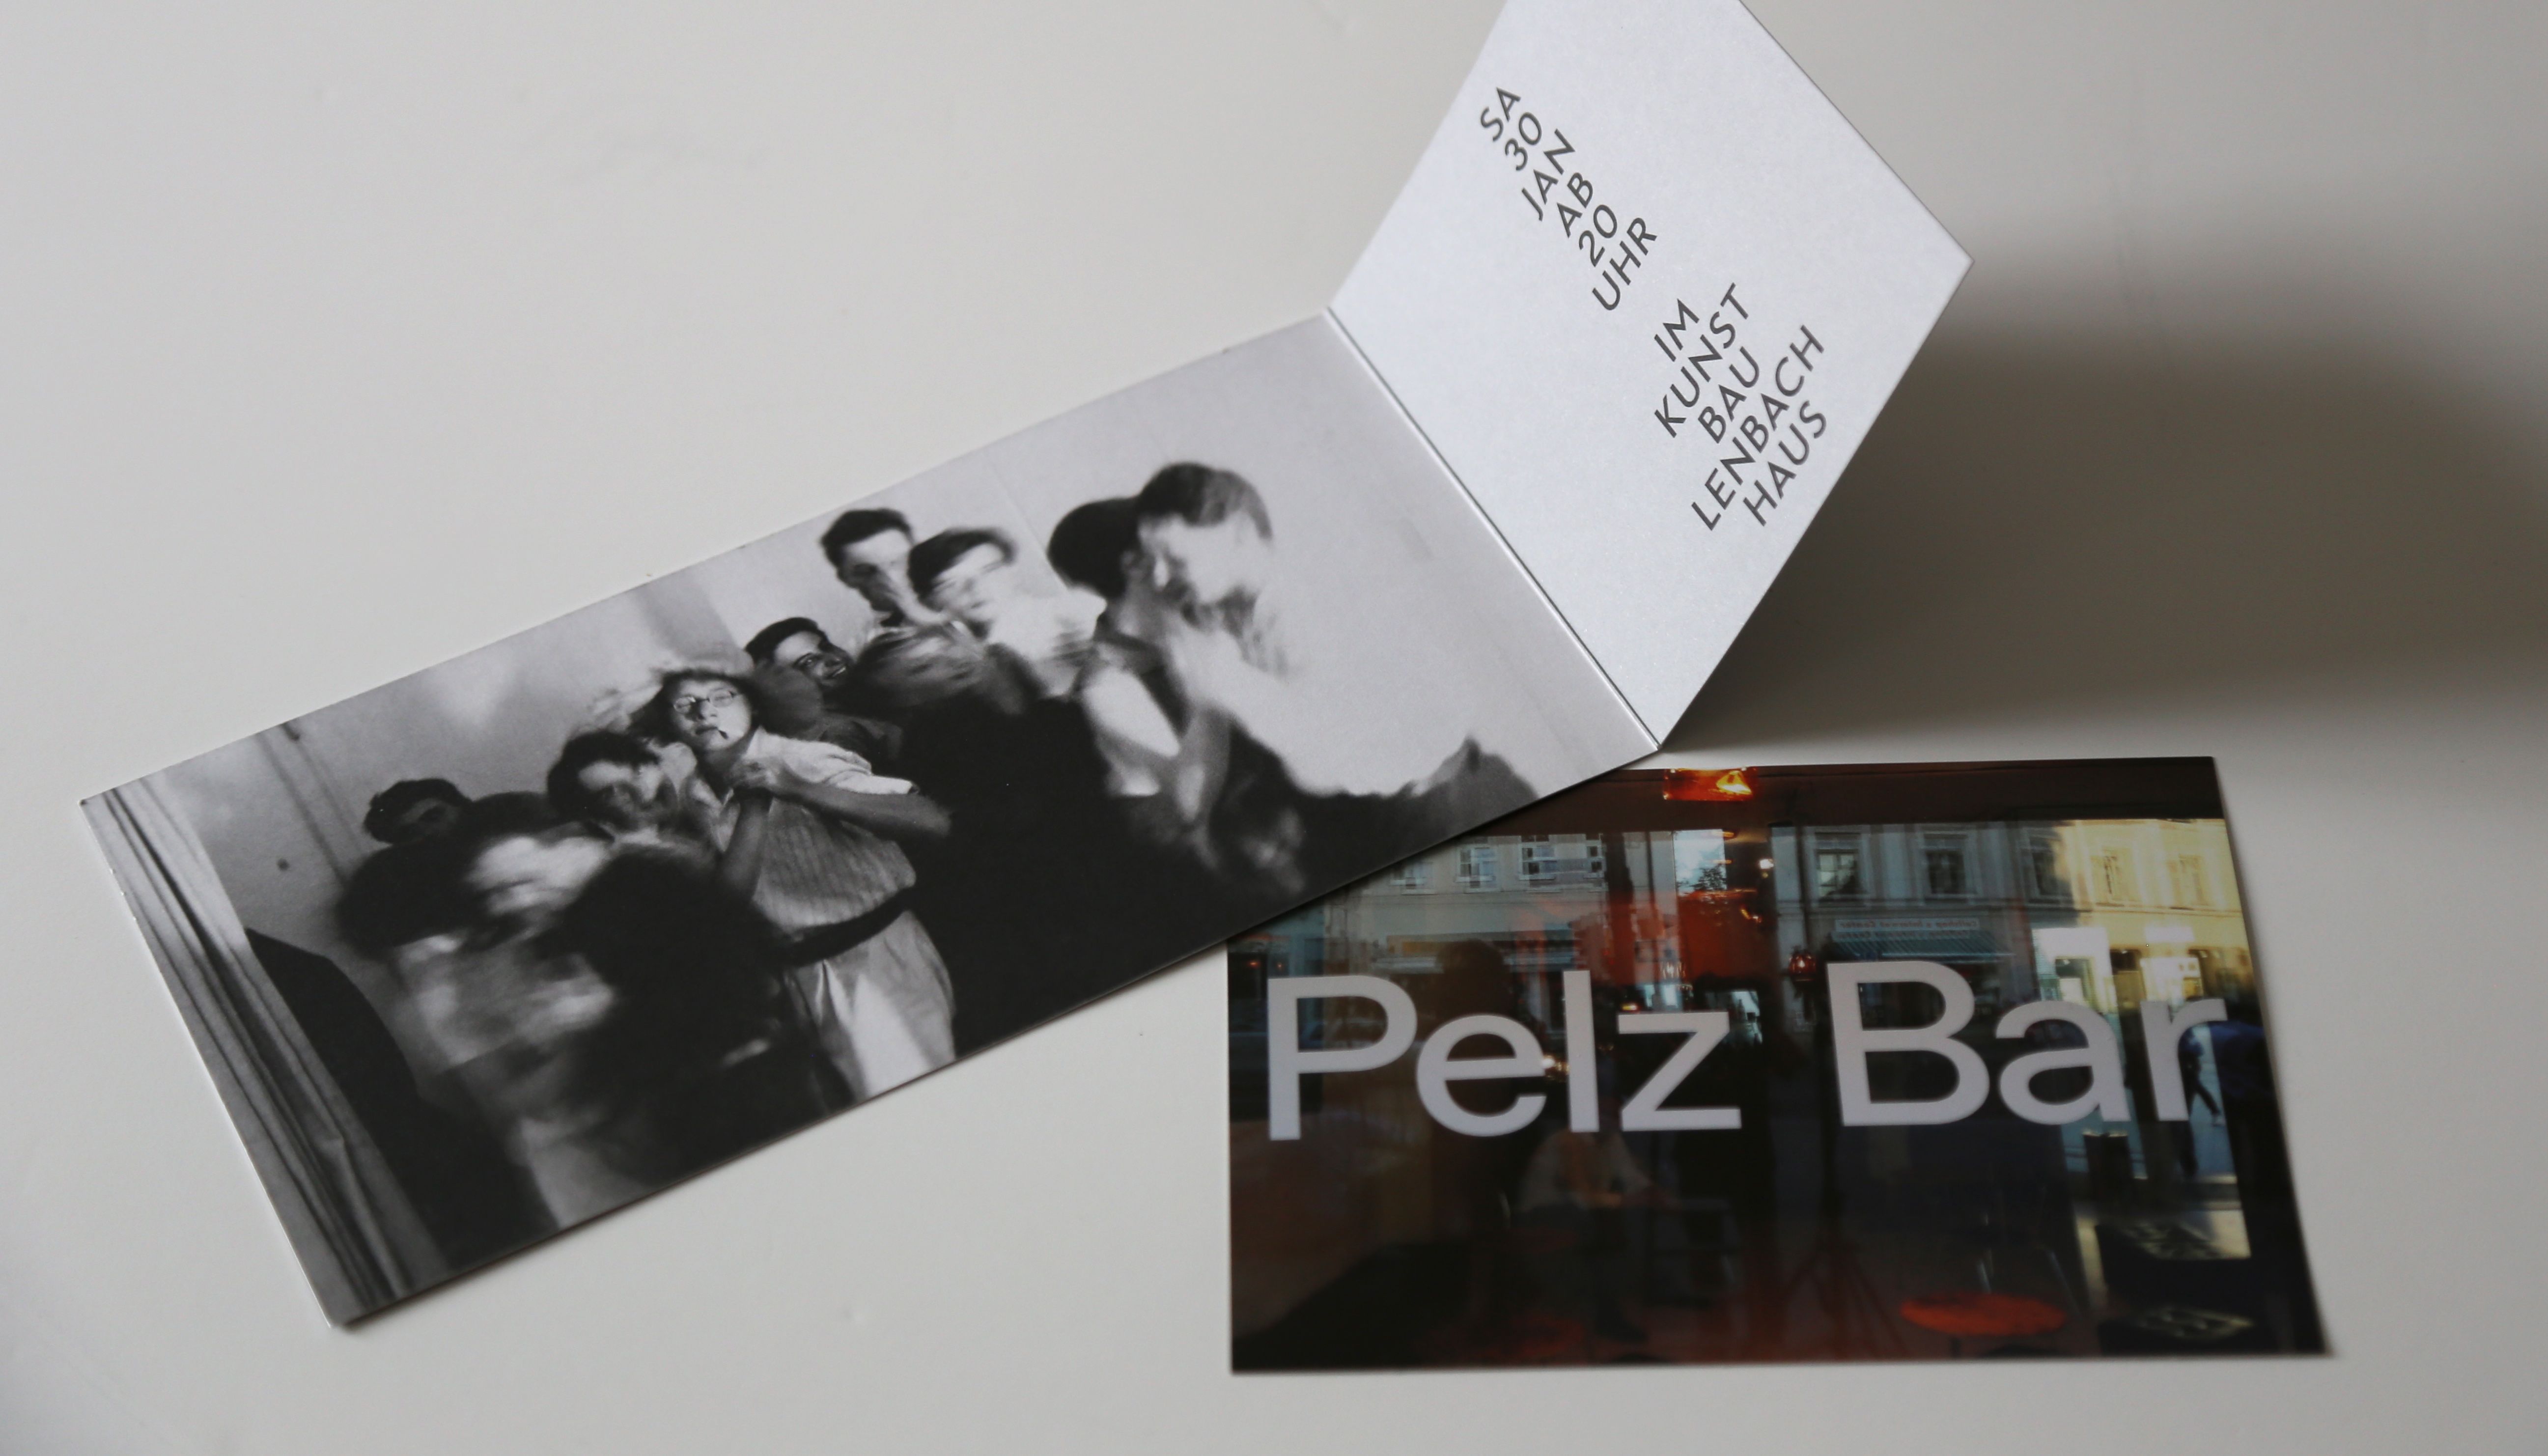 SA
30
JAN
AB
20
UHR
IM
KUNST
BAU
LENBACH
HAUS
Pelz Bar